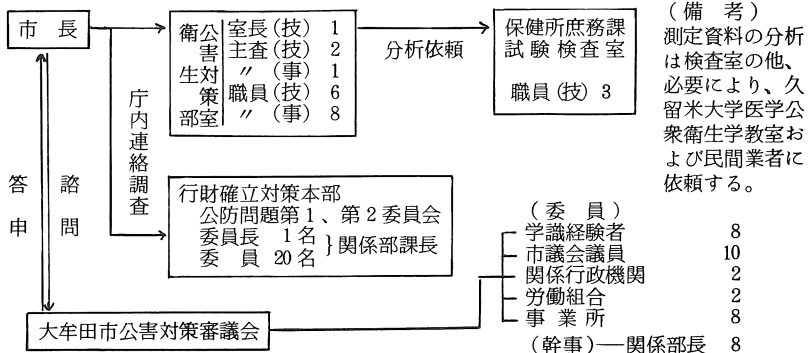 市長
衛生部
公害対策室
室長(技) 1
主査(技) 2
〃(事) 1
職員(技) 6
〃(事) 8
分析依頼
保健所庶務課
試験検査室
職員(技) 3
(備考)
測定資料の分析
は検査室の他、
必要により、久
留米大学医学公
衆衛生学教室お
よび民間業者に
依頼する。
庁内連絡調査
行財確立対策本部
公防問題第1、第2委員会
委員長 1名
委員 20名
}関係部課長
答申
諮問
大牟田市公害対策審議会
(委員)
学識経験者 8
市議会議員 10
関係行政機関 2
労働組合 2
事業所 8
(幹事)―関係部長 8